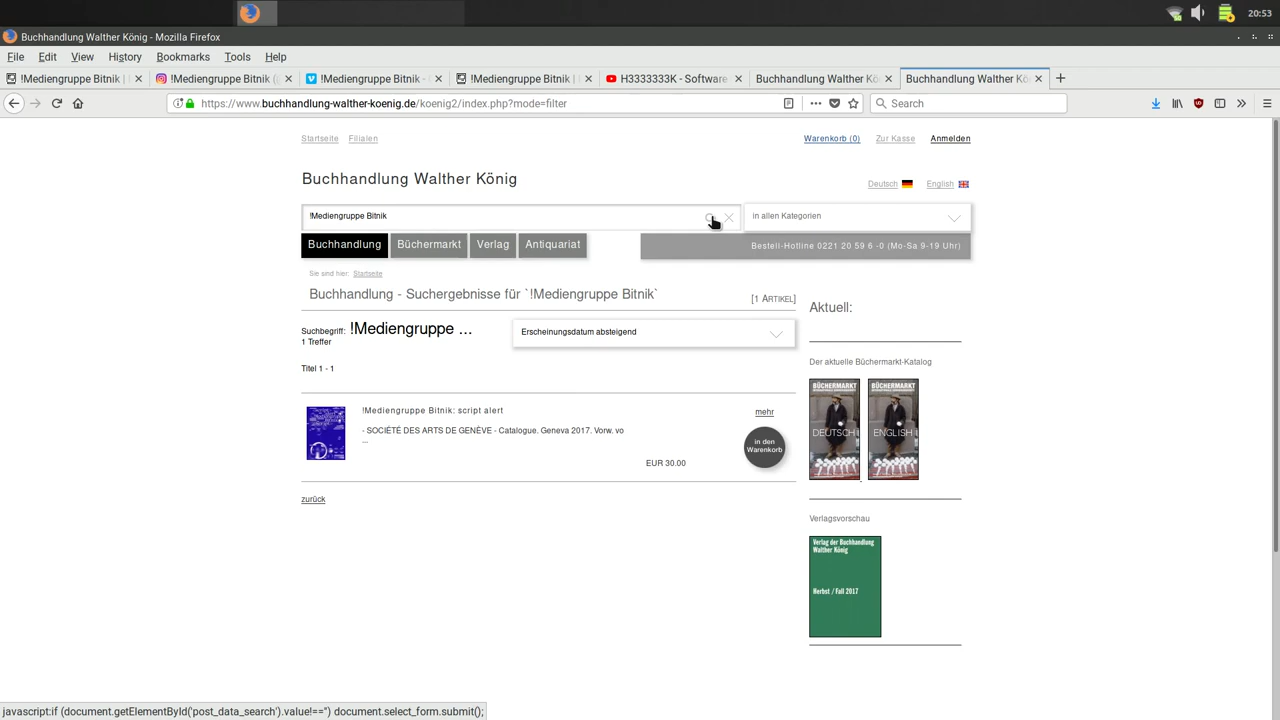 20:53
Buchhandlung Walther König - Mozilla Firefox
File Edit View History Bookmarks Tools Help
!Mediengruppe Bitnik |
!Mediengruppe Bitnik (
!Mediengruppe Bitnik -
!Mediengruppe Bitnik |
H3333333K - Software
Buchhandlung Walther Kö
Buchhandlung Walther Kö
https://www.buchhandlung-walther-koenig.de/koenig2/index.php?mode=filter
Search
Startseite Filialen
Warenkorb (0) Zur Kasse Anmelden
Buchhandlung Walther König
Deutsch English
!Mediengruppe Bitnik
in allen Kategorien
Buchhandlung Büchermarkt Verlag Antiquariat
Bestell-Hotline 0221 20 59 6 -0 (Mo-Sa 9-19 Uhr)
Sie sind hier: Startseite
Buchhandlung - Suchergebnisse für `!Mediengruppe Bitnik`
[1 ARTIKEL]
Aktuell:
Suchbegriff: !Mediengruppe ...
1 Treffer
Erscheinungsdatum absteigend
Titel 1 - 1
Der aktuelle Büchermarkt-Katalog
BÜCHERMARKT
DEUTSCH
BÜCHERMARKT
ENGLISH
!Mediengruppe Bitnik: script alert
mehr
- SOCIÉTÉ DES ARTS DE GENÈVE - Catalogue. Geneva 2017. Vorw. vo
...
in den
Warenkorb
EUR 30.00
zurück
Verlagsvorschau
Verlag der Buchhandlung
Walther König
Herbst / Fall 2017
javascript:if (document.getElementById('post_data_search').value!=='') document.select_form.submit();